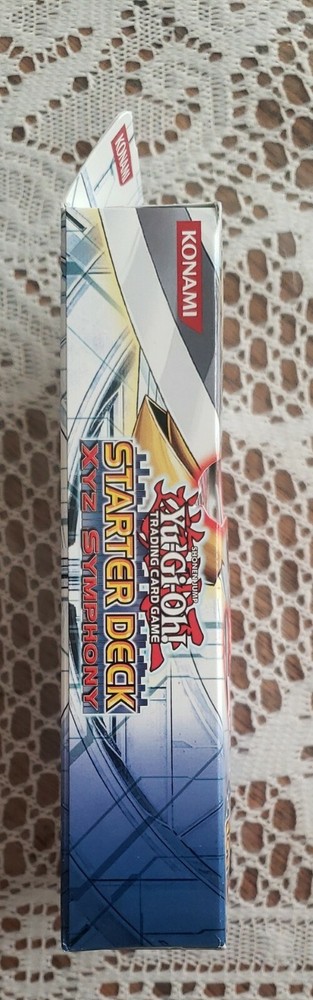 KONAMI
KONAMI
SHONEN JUMP
Yu-Gi-Oh!
TRADING CARD GAME
STARTER DECK
XYZ SYMPHONY